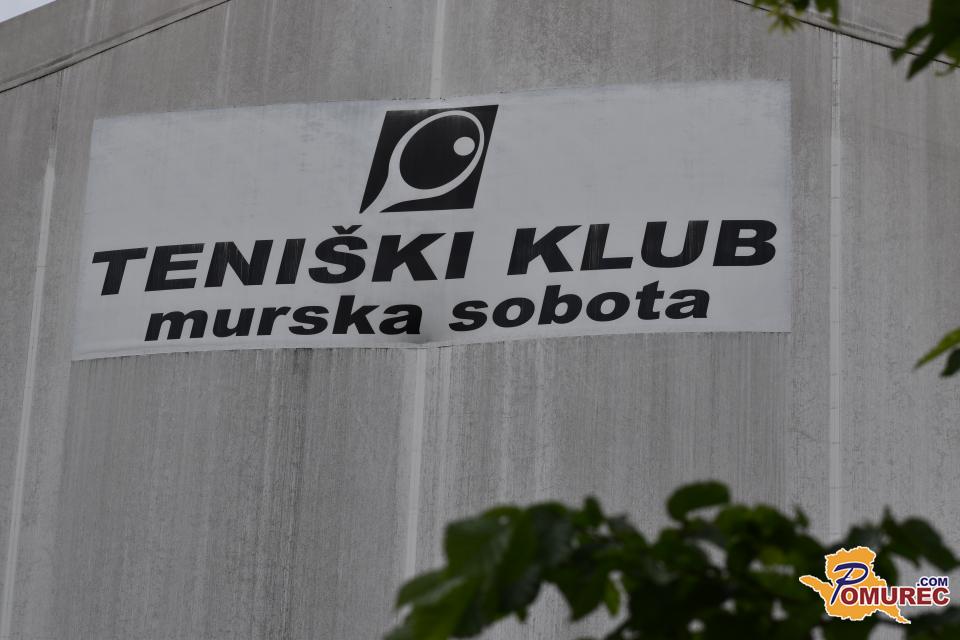 TENIŠKI KLUB
murska sobota
POMUREC.COM